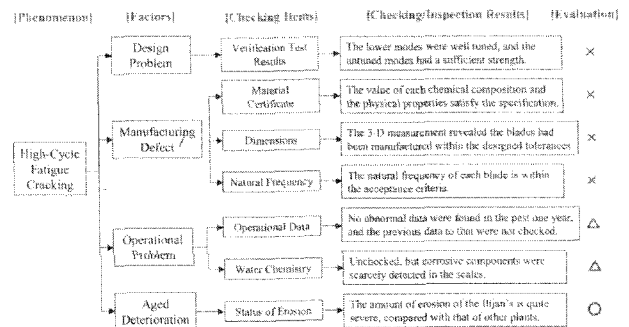 [Phenomenon] [Factors] [Checking Items] [Checking/Inspection Results] [Evaluation]
Design
Problem
Verification Test
Results
The lower modes were well tuned, and the
untuned modes had a sufficient strength.
×
Manufacturing
Defect
Material
Certificate
The value of each chemical composition and
the physical properties satisfy the specification.
×
Dimensions
The 3-D measurement revealed the blades had
been manufactured within the designed tolerances
×
High-Cycle
Fatigue
Cracking
Natural Frequency
The natural frequency of each blade is within
the acceptance criteria.
×
Operational
Problem
Operational Data
No abnormal data were found in the past one year,
and the previous data to that were not checked.
△
Water Chemistry
Unchecked, but corrosive components were
scarcely detected in the scales.
△
Aged
Deterioration
Status of Erosion
The amount of erosion of the Ilijan's is quite
severe, compared with that of other plants.
○